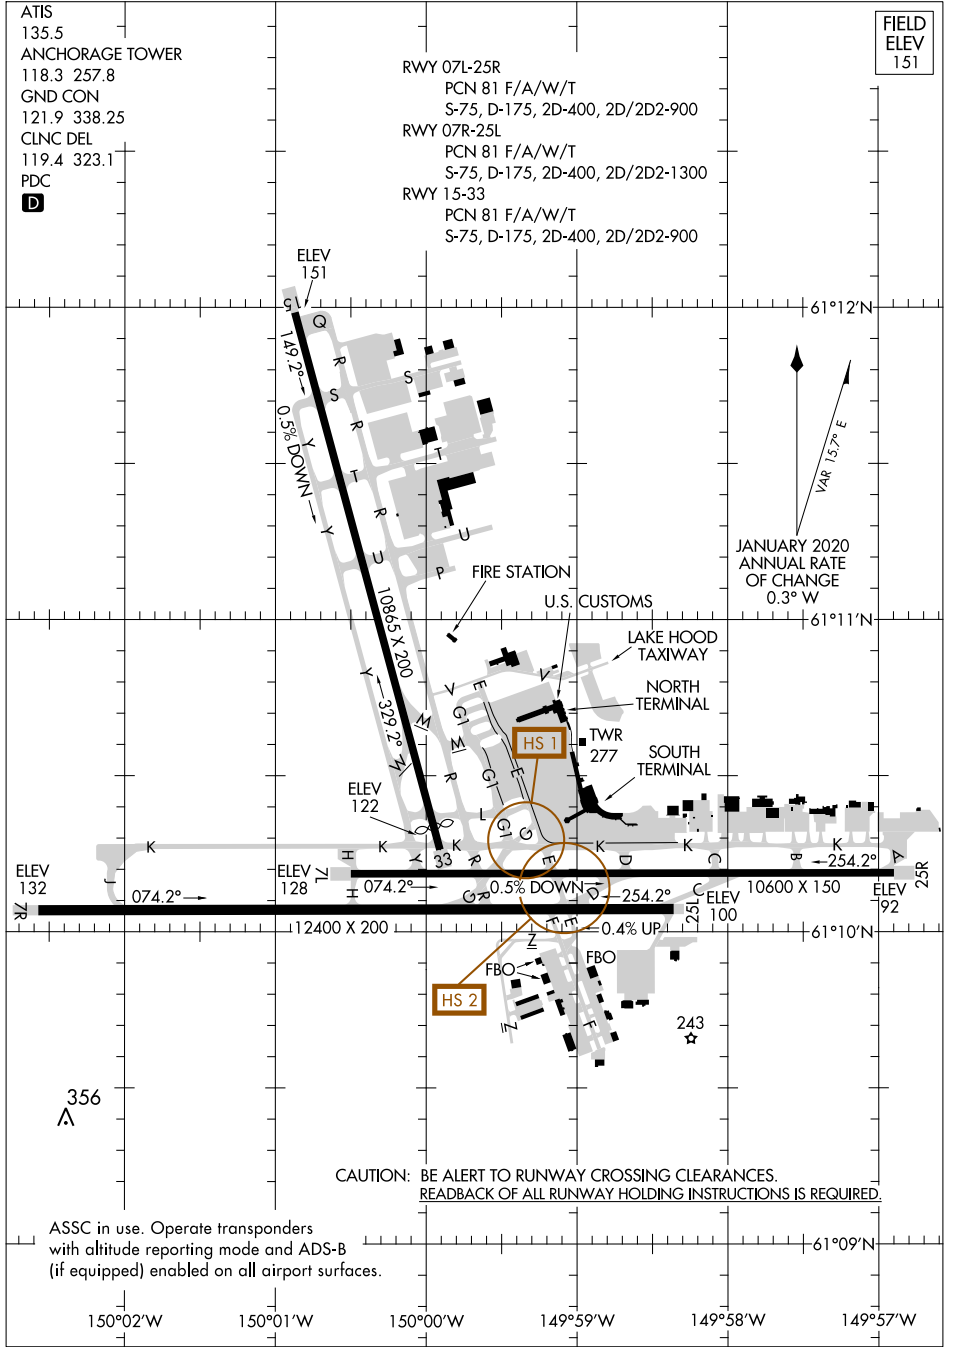 ATIS
135.5
ANCHORAGE TOWER
118.3 257.8
GND CON
121.9 338.25
CLNC DEL
119.4 323.1
PDC
D
RWY 07L-25R
PCN 81 F/A/W/T
S-75, D-175, 2D-400, 2D/2D2-900
RWY 07R-25L
PCN 81 F/A/W/T
S-75, D-175, 2D-400, 2D/2D2-1300
RWY 15-33
PCN 81 F/A/W/T
S-75, D-175, 2D-400, 2D/2D2-900
FIELD
ELEV
151
ELEV
151
15
61°12'N
Q
149.2°
R
S
S
0.5% DOWN
R
Y
T
T
R
Y
U
U
P
VAR 15.7° E
JANUARY 2020
ANNUAL RATE
OF CHANGE
0.3° W
FIRE STATION
U.S. CUSTOMS
61°11'N
10865 X 200
LAKE HOOD
TAXIWAY
Y
V
E
V
NORTH
TERMINAL
329.2°
G1
M
M
HS 1
TWR
277
W
R
G1
E
SOUTH
TERMINAL
ELEV
122
L
G1
G
K
H
K
Y
33
K
R
E
K
D
K
C
B
K
254.2°
A
25R
ELEV
132
J
ELEV
128
7L
H
074.2°
074.2°
0.5% DOWN
G
R
D
254.2°
C
25L
ELEV
100
10600 X 150
ELEV
92
7R
12400 X 200
F
E
0.4% UP
61°10'N
Z
FBO
FBO
HS 2
Z
F
243
356
CAUTION: BE ALERT TO RUNWAY CROSSING CLEARANCES.
READBACK OF ALL RUNWAY HOLDING INSTRUCTIONS IS REQUIRED.
ASSC in use. Operate transponders
with altitude reporting mode and ADS-B
(if equipped) enabled on all airport surfaces.
61°09'N
150°02'W
150°01'W
150°00'W
149°59'W
149°58'W
149°57'W